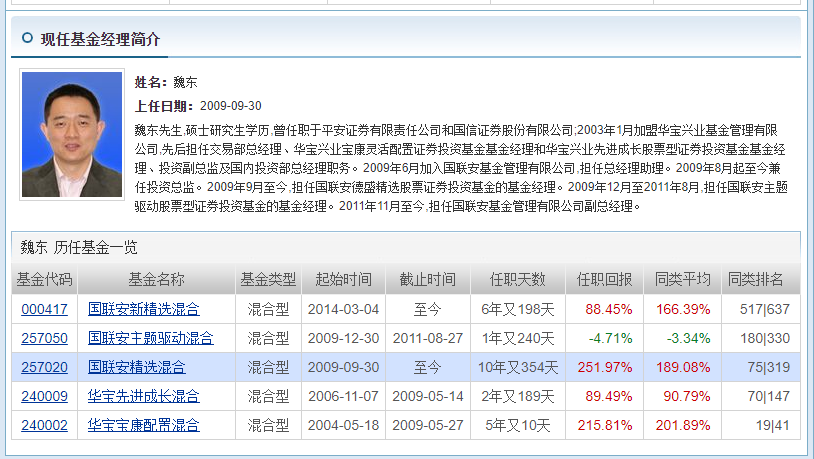 现任基金经理简介
姓名：魏东
上任日期：2009-09-30
魏东先生,硕士研究生学历,曾任职于平安证券有限责任公司和国信证券股份有限公司;2003年1月加盟华宝兴业基金管理有限
公司,先后担任交易部总经理、华宝兴业宝康灵活配置证券投资基金基金经理和华宝兴业先进成长股票型证券投资基金基金经
理、投资副总监及国内投资部总经理职务。2009年6月加入国联安基金管理有限公司,担任总经理助理。2009年8月起至今兼
任投资总监。2009年9月至今,担任国联安德盛精选股票证券投资基金的基金经理。2009年12月至2011年8月,担任国联安主题
驱动股票型证券投资基金的基金经理。2011年11月至今,担任国联安基金管理有限公司副总经理。
魏东 历任基金一览
基金代码 基金名称 基金类型 起始时间 截止时间 任职天数 任职回报 同类平均 同类排名
000417 国联安新精选混合 混合型 2014-03-04 至今 6年又198天 88.45% 166.39% 517|637
257050 国联安主题驱动混合 混合型 2009-12-30 2011-08-27 1年又240天 -4.71% -3.34% 180|330
257020 国联安精选混合 混合型 2009-09-30 至今 10年又354天 251.97% 189.08% 75|319
240009 华宝先进成长混合 混合型 2006-11-07 2009-05-14 2年又189天 89.49% 90.79% 70|147
240002 华宝宝康配置混合 混合型 2004-05-18 2009-05-27 5年又10天 215.81% 201.89% 19|41